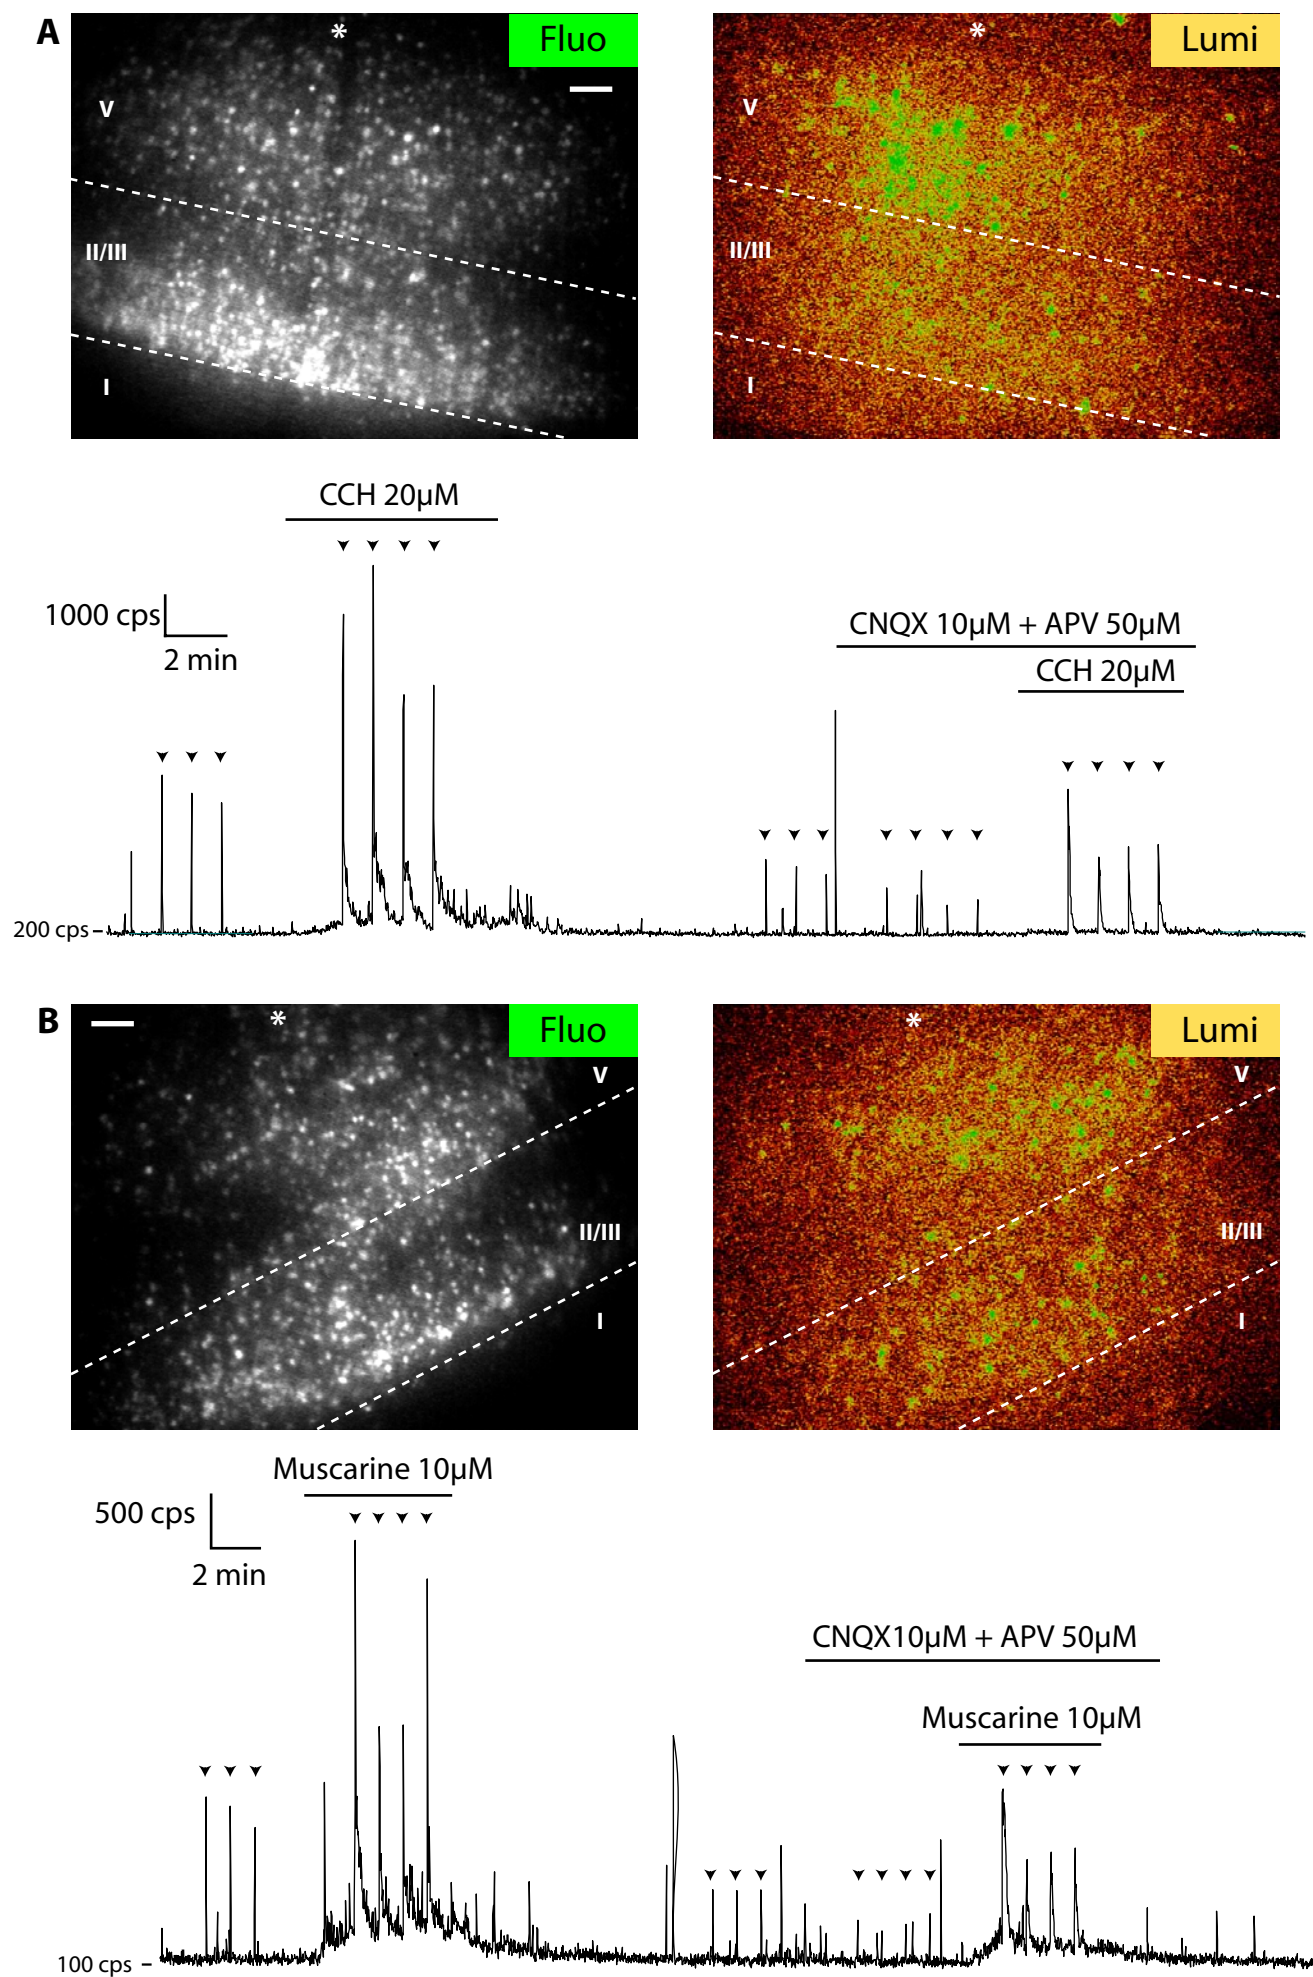 A
*
Fluo
*
Lumi
V
V
II/III
II/III
I
I
CCH 20µM
1000 cps
2 min
CNQX 10µM + APV 50µM
CCH 20µM
200 cps
B
*
Fluo
*
Lumi
V
V
II/III
II/III
I
I
Muscarine 10µM
500 cps
2 min
CNQX10µM + APV 50µM
Muscarine 10µM
100 cps